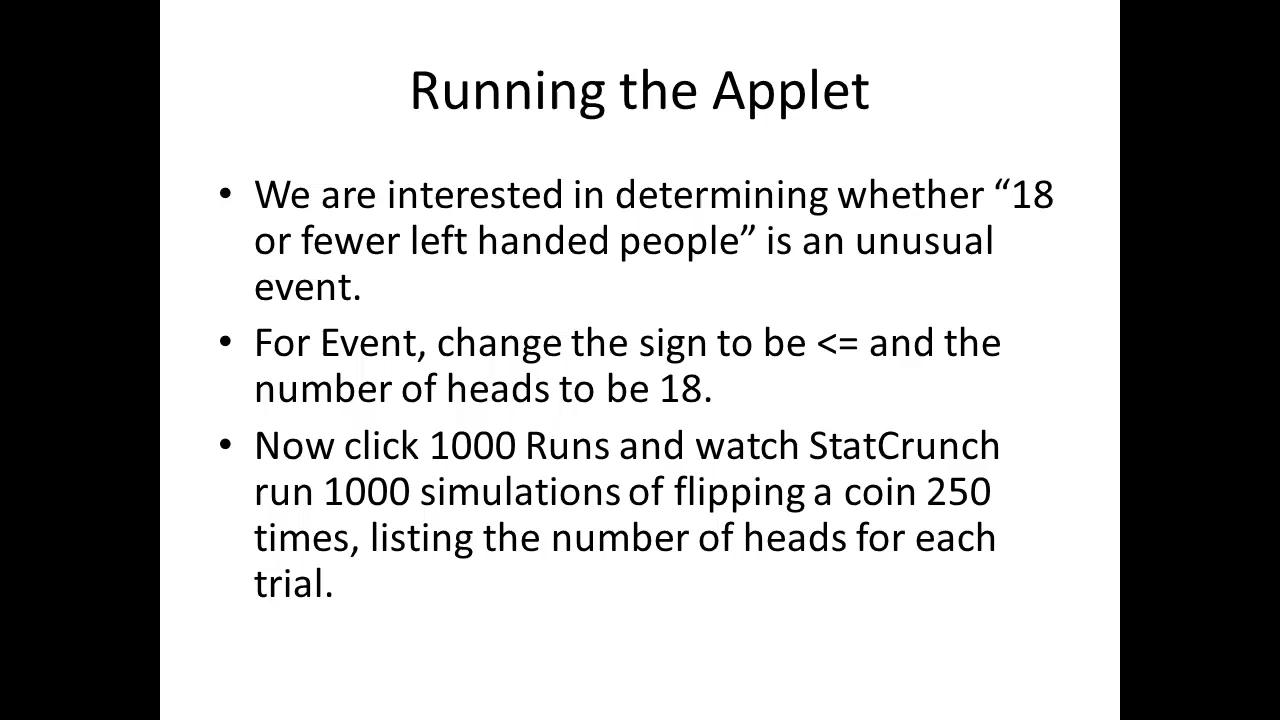 Running the Applet
• We are interested in determining whether “18
or fewer left handed people” is an unusual
event.
• For Event, change the sign to be <= and the
number of heads to be 18.
• Now click 1000 Runs and watch StatCrunch
run 1000 simulations of flipping a coin 250
times, listing the number of heads for each
trial.